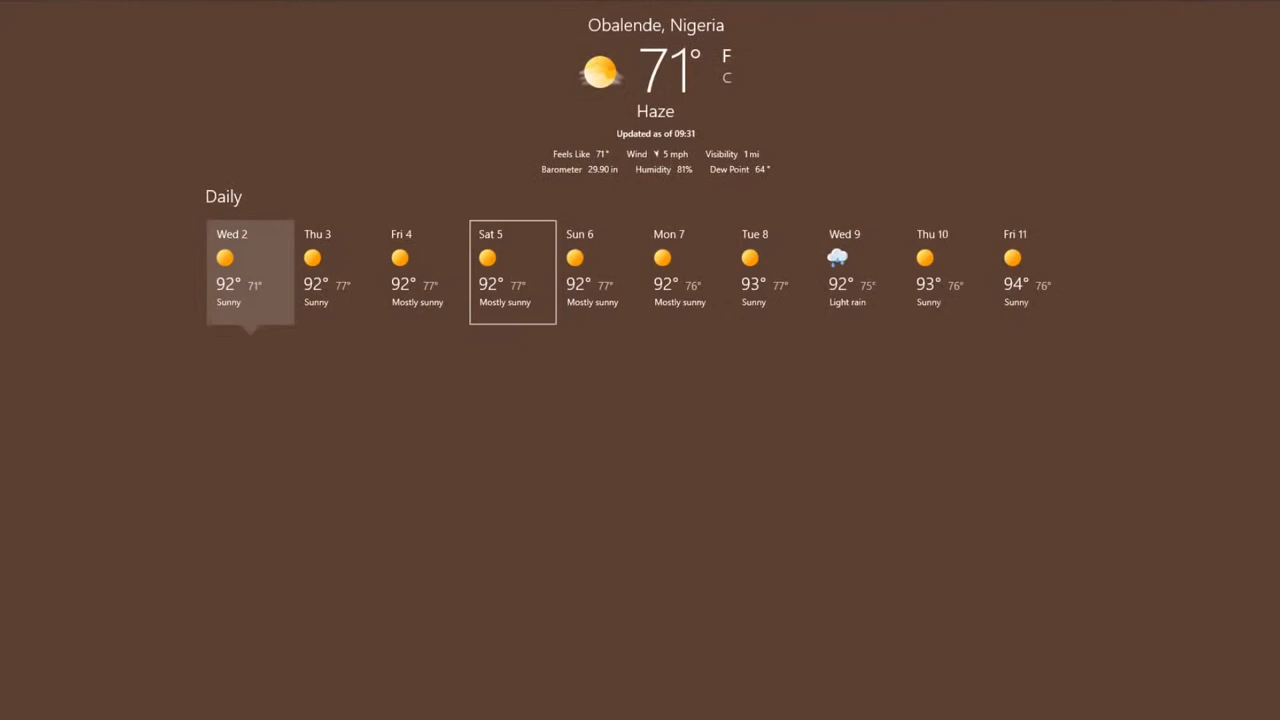 Obalende, Nigeria
71°
F
C
Haze
Updated as of 09:31
Feels Like 71° Wind 5 mph Visibility 1 mi
Barometer 29.90 in Humidity 81% Dew Point 64°
Daily
Wed 2 Thu 3 Fri 4 Sat 5 Sun 6 Mon 7 Tue 8 Wed 9 Thu 10 Fri 11
92° 71° 92° 77° 92° 77° 92° 77° 92° 77° 92° 76° 93° 77° 92° 75° 93° 76° 94° 76°
Sunny Sunny Mostly sunny Mostly sunny Mostly sunny Mostly sunny Sunny Light rain Sunny Sunny